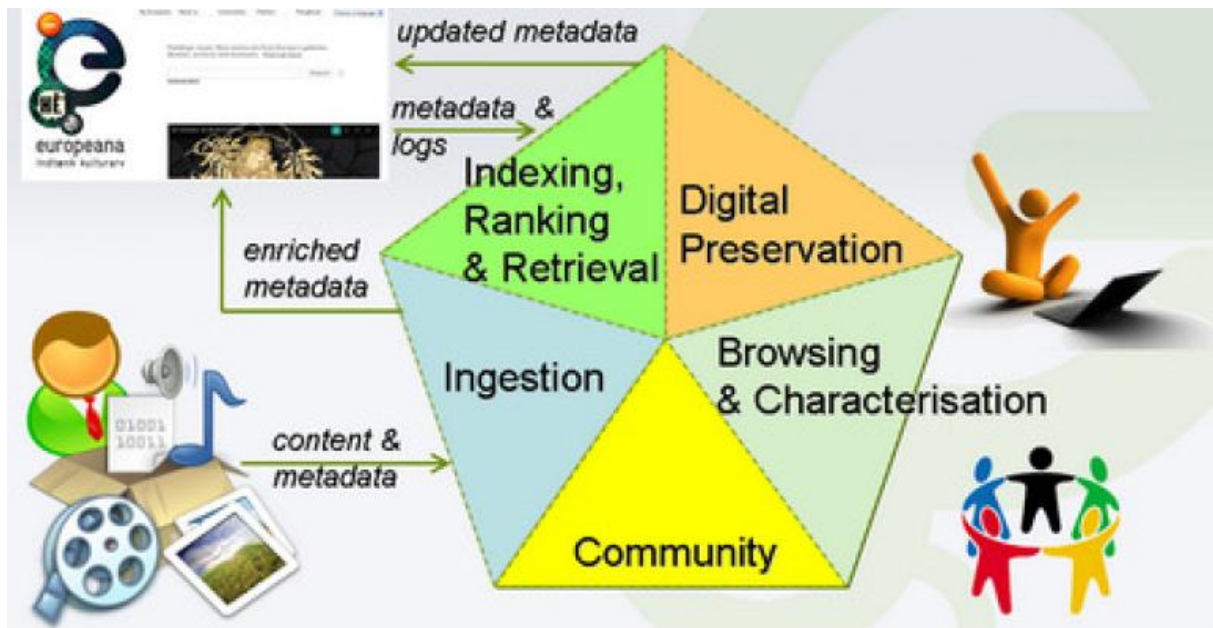 updated metadata
metadata &
logs
europeana
Indexing,
Ranking
& Retrieval
Digital
Preservation
enriched
metadata
Ingestion
Browsing
& Characterisation
01001
10011
content &
metadata
Community